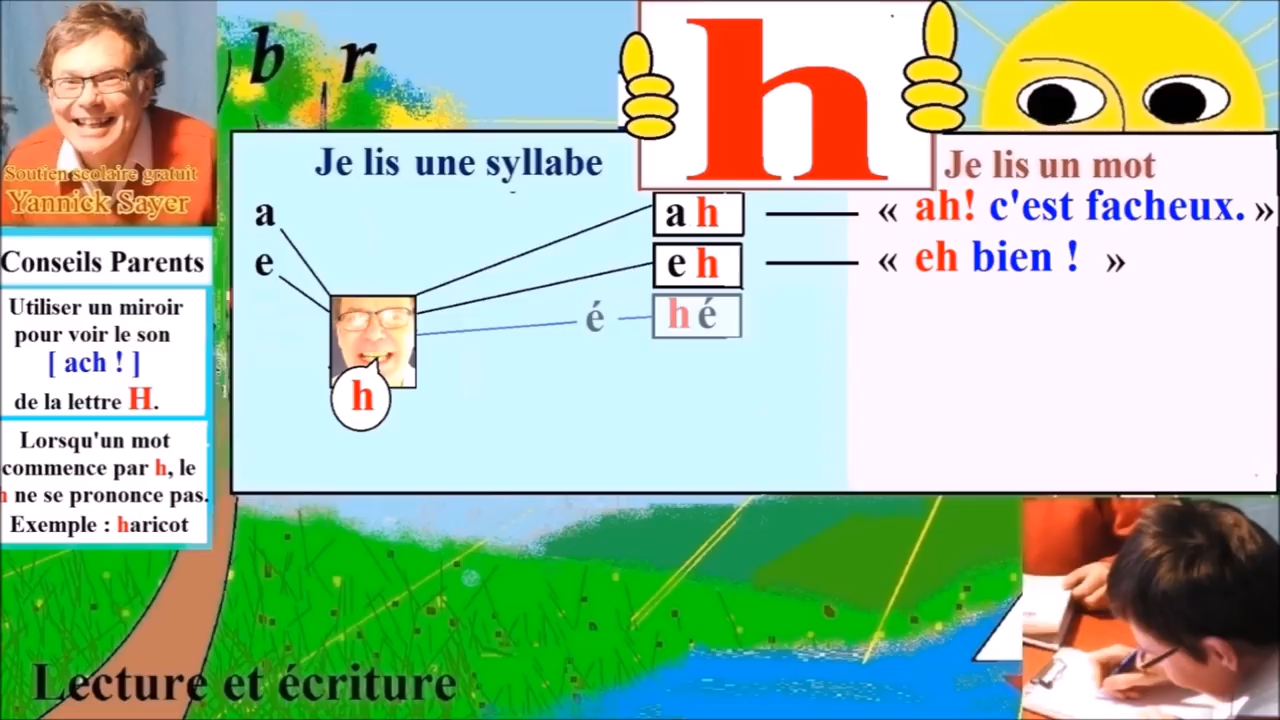 b r
h
Soutien scolaire gratuit
Yannick Sayer
Conseils Parents
Utiliser un miroir
pour voir le son
[ ach ! ]
de la lettre H.
Lorsqu'un mot
commence par h, le
h ne se prononce pas.
Exemple : haricot
Je lis une syllabe
a
e
h
é
a h
e h
h é
Je lis un mot
« ah! c'est facheux. »
« eh bien ! »
Lecture et écriture